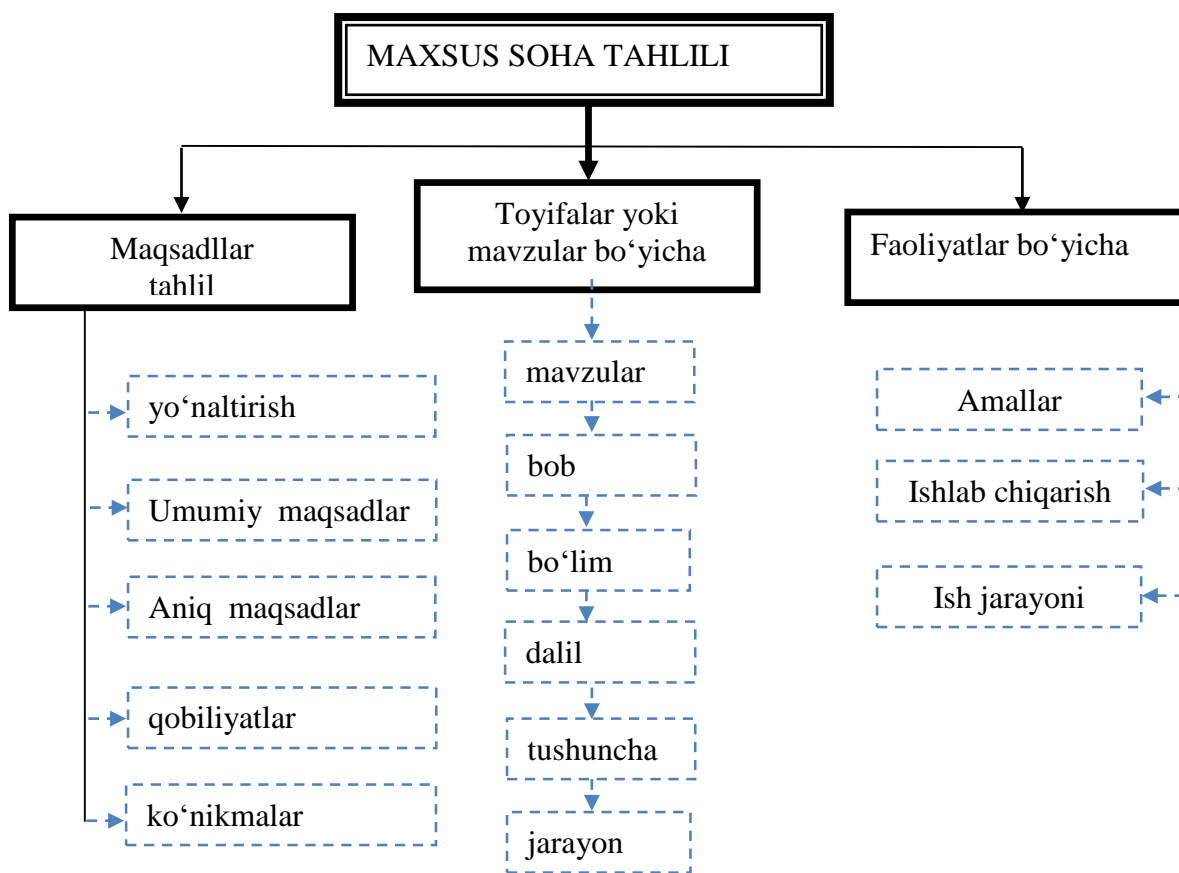 MAXSUS SOHA TAHLILI
Maqsadllar
tahlil
Toyifalar yoki
mavzular bo‘yicha
Faoliyatlar bo‘yicha
yo‘naltirish
Umumiy maqsadlar
Aniq maqsadlar
qobiliyatlar
ko‘nikmalar
mavzular
bob
bo‘lim
dalil
tushuncha
jarayon
Amallar
Ishlab chiqarish
Ish jarayoni